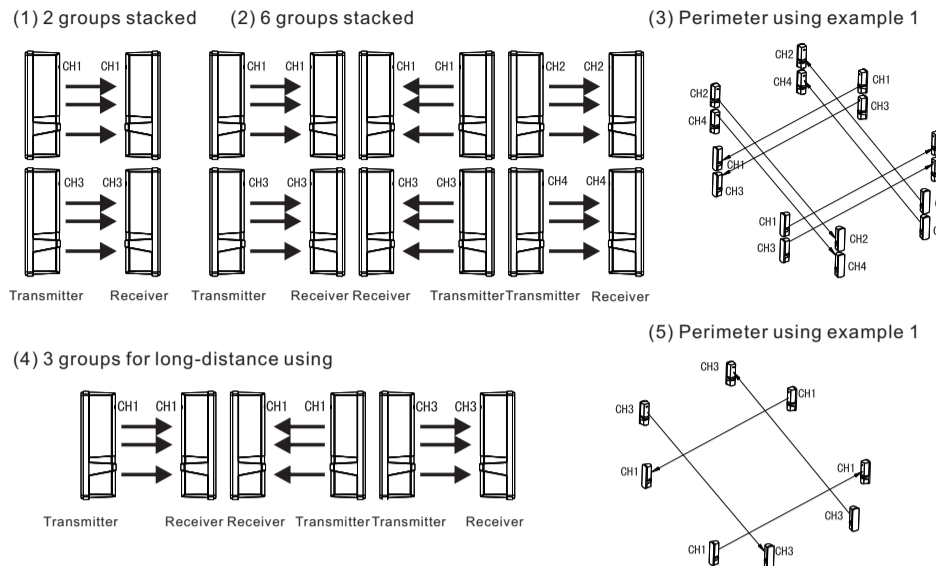 (1) 2 groups stacked
CH1 CH1
CH3 CH3
Transmitter Receiver
(2) 6 groups stacked
CH1 CH1 CH1 CH1 CH2 CH2
CH3 CH3 CH3 CH3 CH4 CH4
Transmitter Receiver Receiver Transmitter Transmitter Receiver
(3) Perimeter using example 1
CH2
CH4
CH1
CH3
CH2
CH4
CH1
CH3
CH1
CH3
CH2
CH4
(4) 3 groups for long-distance using
CH1 CH1 CH1 CH1 CH3 CH3
Transmitter Receiver Receiver Transmitter Transmitter Receiver
(5) Perimeter using example 1
CH3
CH1
CH3
CH1
CH1
CH3
CH1
CH3